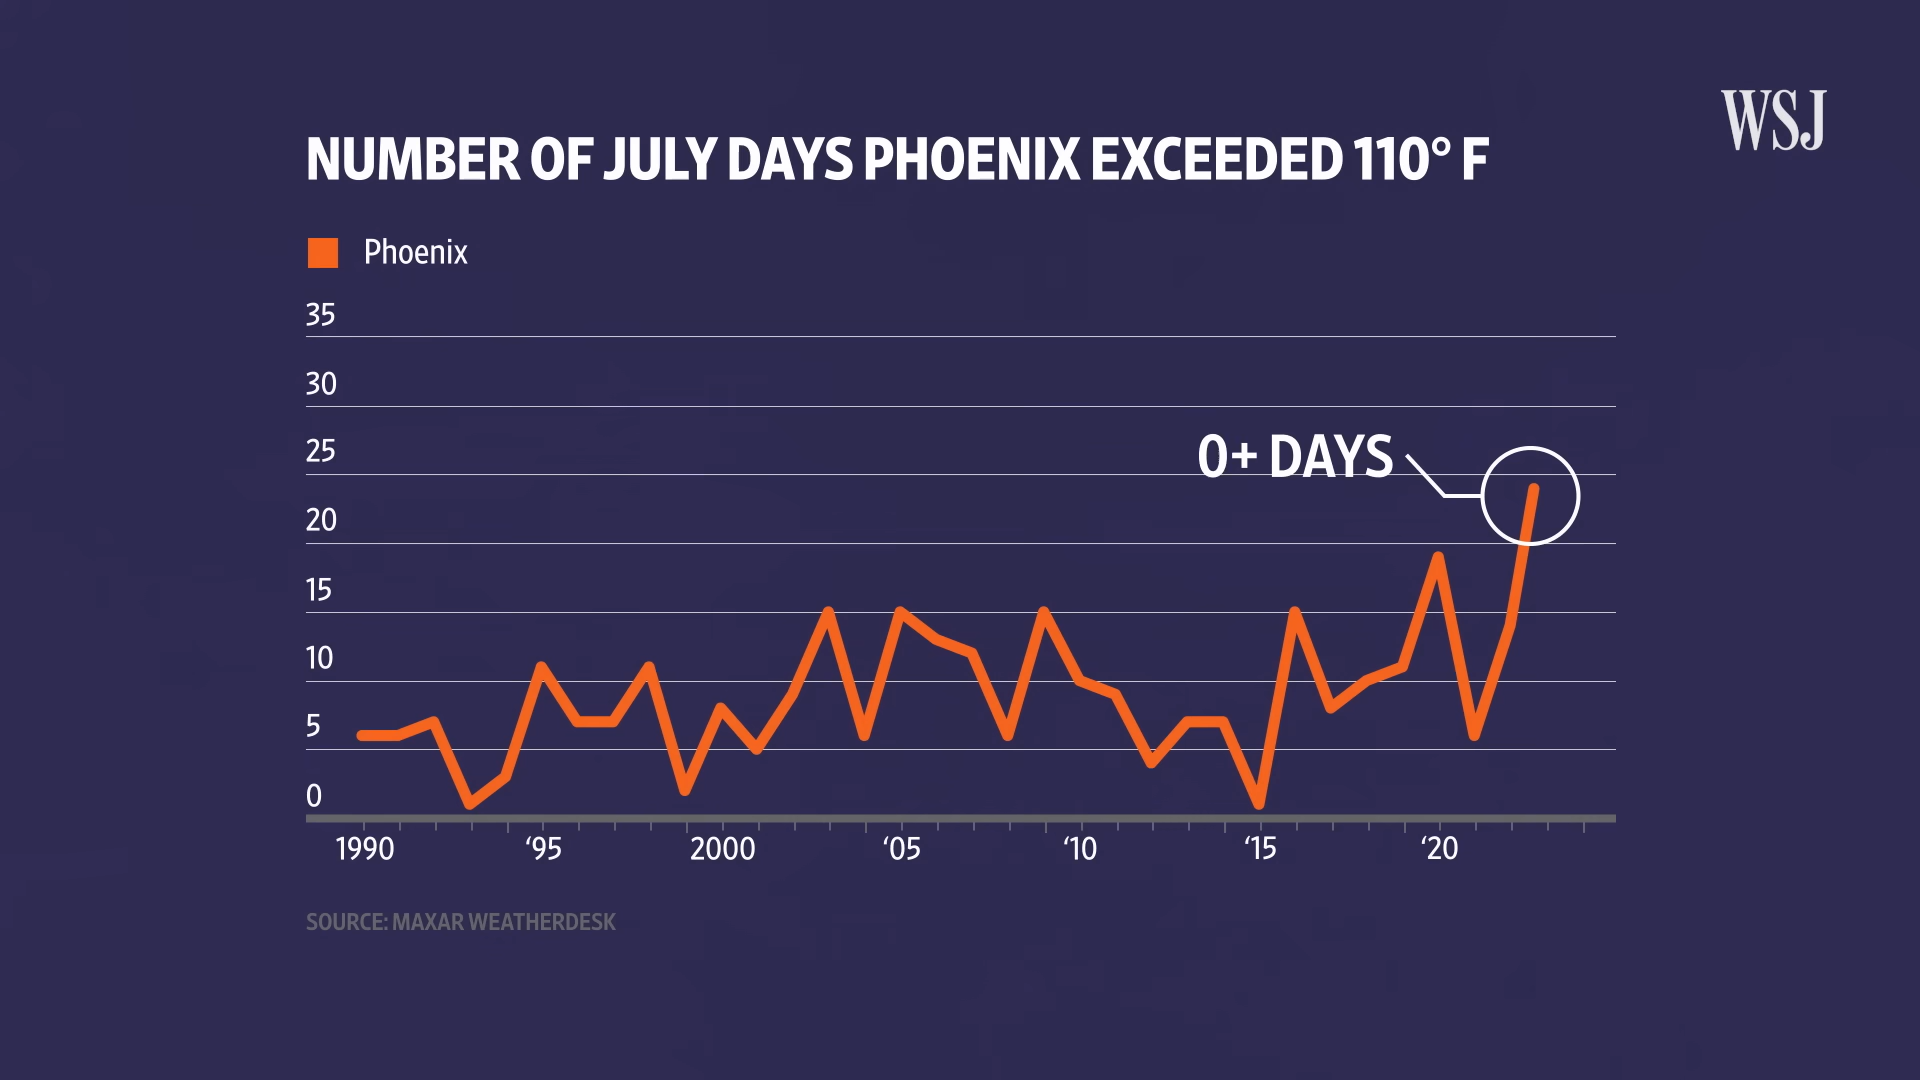 WSJ
NUMBER OF JULY DAYS PHOENIX EXCEEDED 110° F
Phoenix
35
30
25
0+ DAYS
20
15
10
5
0
1990 ‘95 2000 ‘05 ‘10 ‘15 ‘20
SOURCE: MAXAR WEATHERDESK